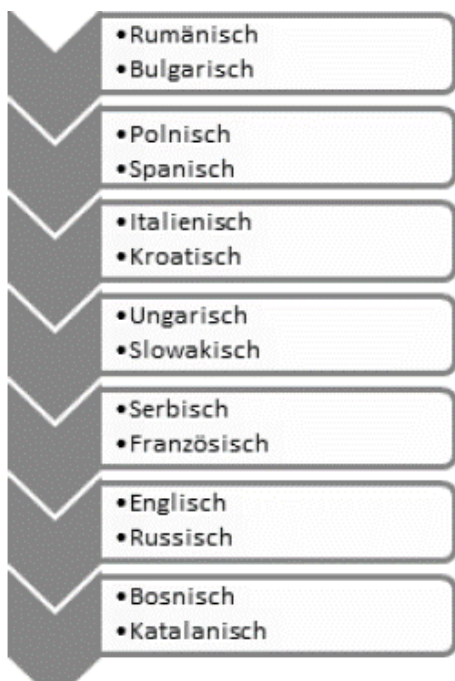 •Rumänisch
•Bulgarisch
•Polnisch
•Spanisch
•Italienisch
•Kroatisch
•Ungarisch
•Slowakisch
•Serbisch
•Französisch
•Englisch
•Russisch
•Bosnisch
•Katalanisch